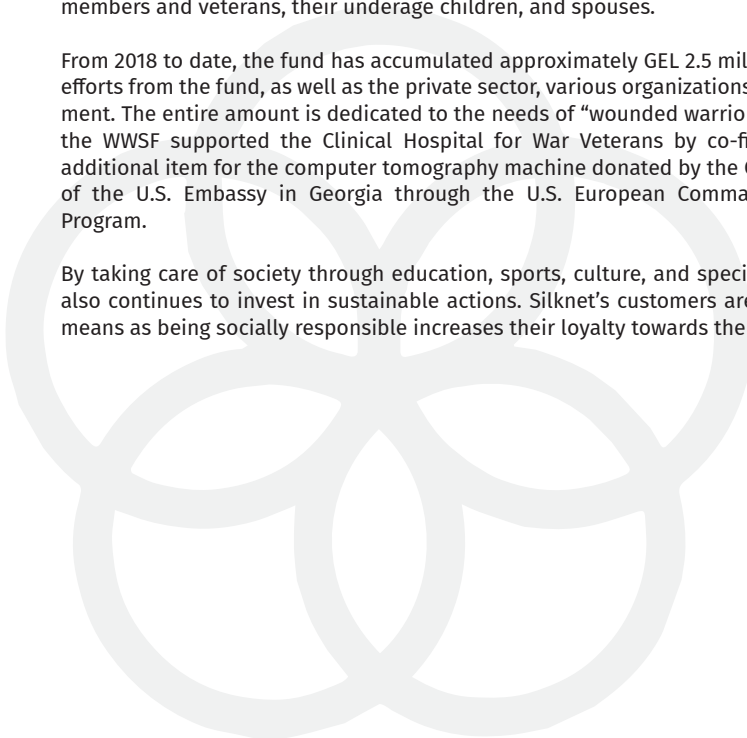 members and veterans, their underage children, and spouses.
From 2018 to date, the fund has accumulated approximately GEL 2.5 mil
efforts from the fund, as well as the private sector, various organizations
ment. The entire amount is dedicated to the needs of “wounded warrio
the WWSF supported the Clinical Hospital for War Veterans by co-fi
additional item for the computer tomography machine donated by the
of the U.S. Embassy in Georgia through the U.S. European Comma
Program.
By taking care of society through education, sports, culture, and speci
also continues to invest in sustainable actions. Silknet’s customers are
means as being socially responsible increases their loyalty towards the